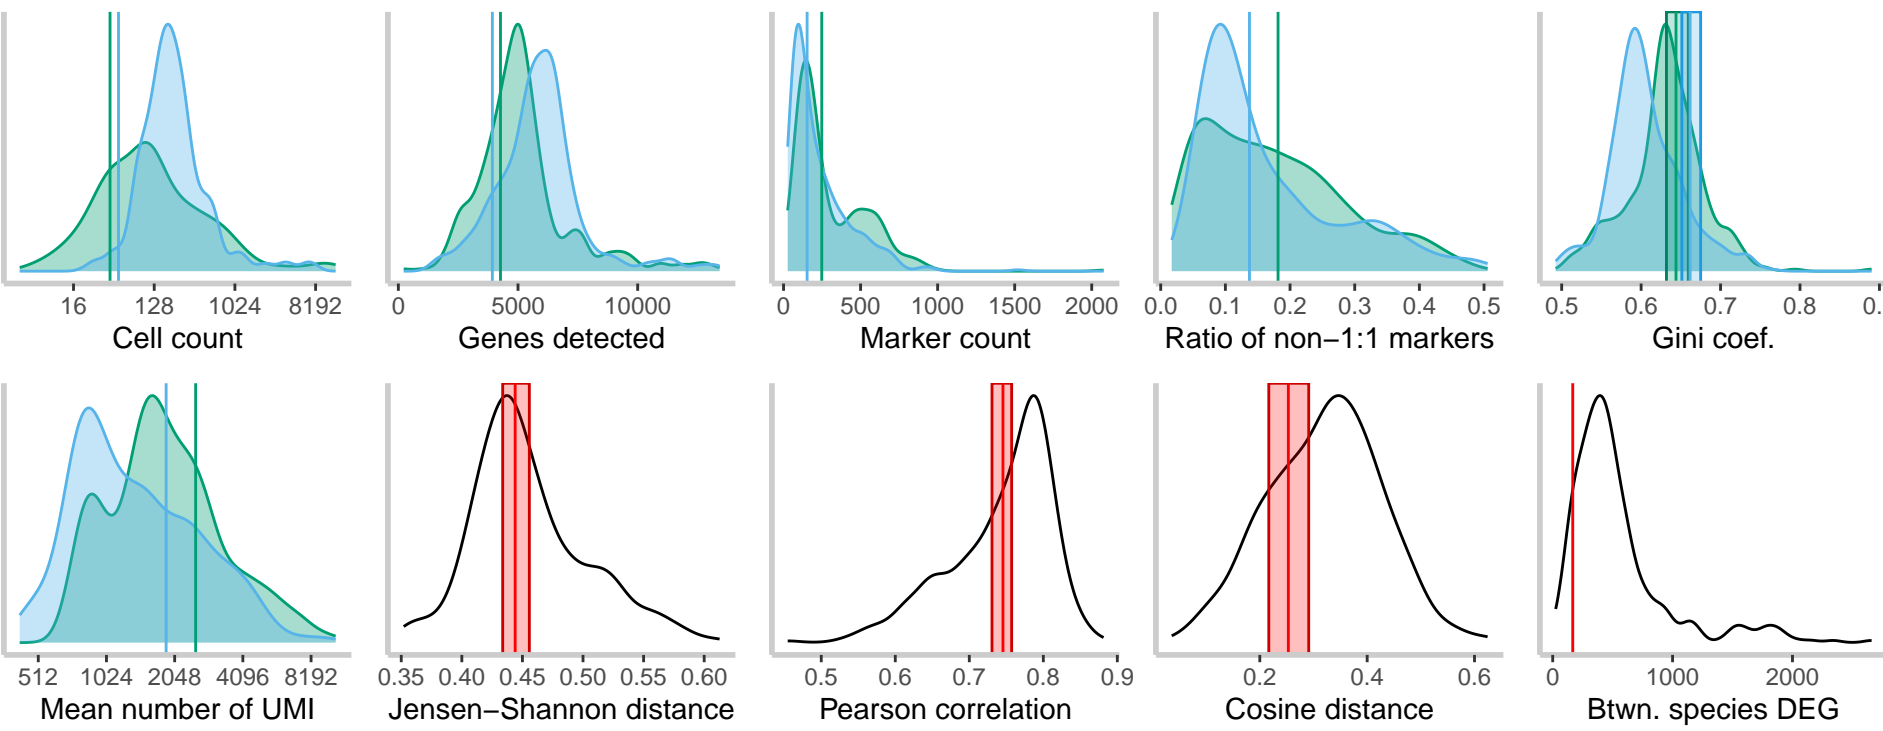 16 128 1024 8192
Cell count
0 5000 10000
Genes detected
0 500 1000 1500 2000
Marker count
0.0 0.1 0.2 0.3 0.4 0.5
Ratio of non−1:1 markers
0.5 0.6 0.7 0.8 0.
Gini coef.
512 1024 2048 4096 8192
Mean number of UMI
0.35 0.40 0.45 0.50 0.55 0.60
Jensen−Shannon distance
0.5 0.6 0.7 0.8 0.9
Pearson correlation
0.2 0.4 0.6
Cosine distance
0 1000 2000
Btwn. species DEG